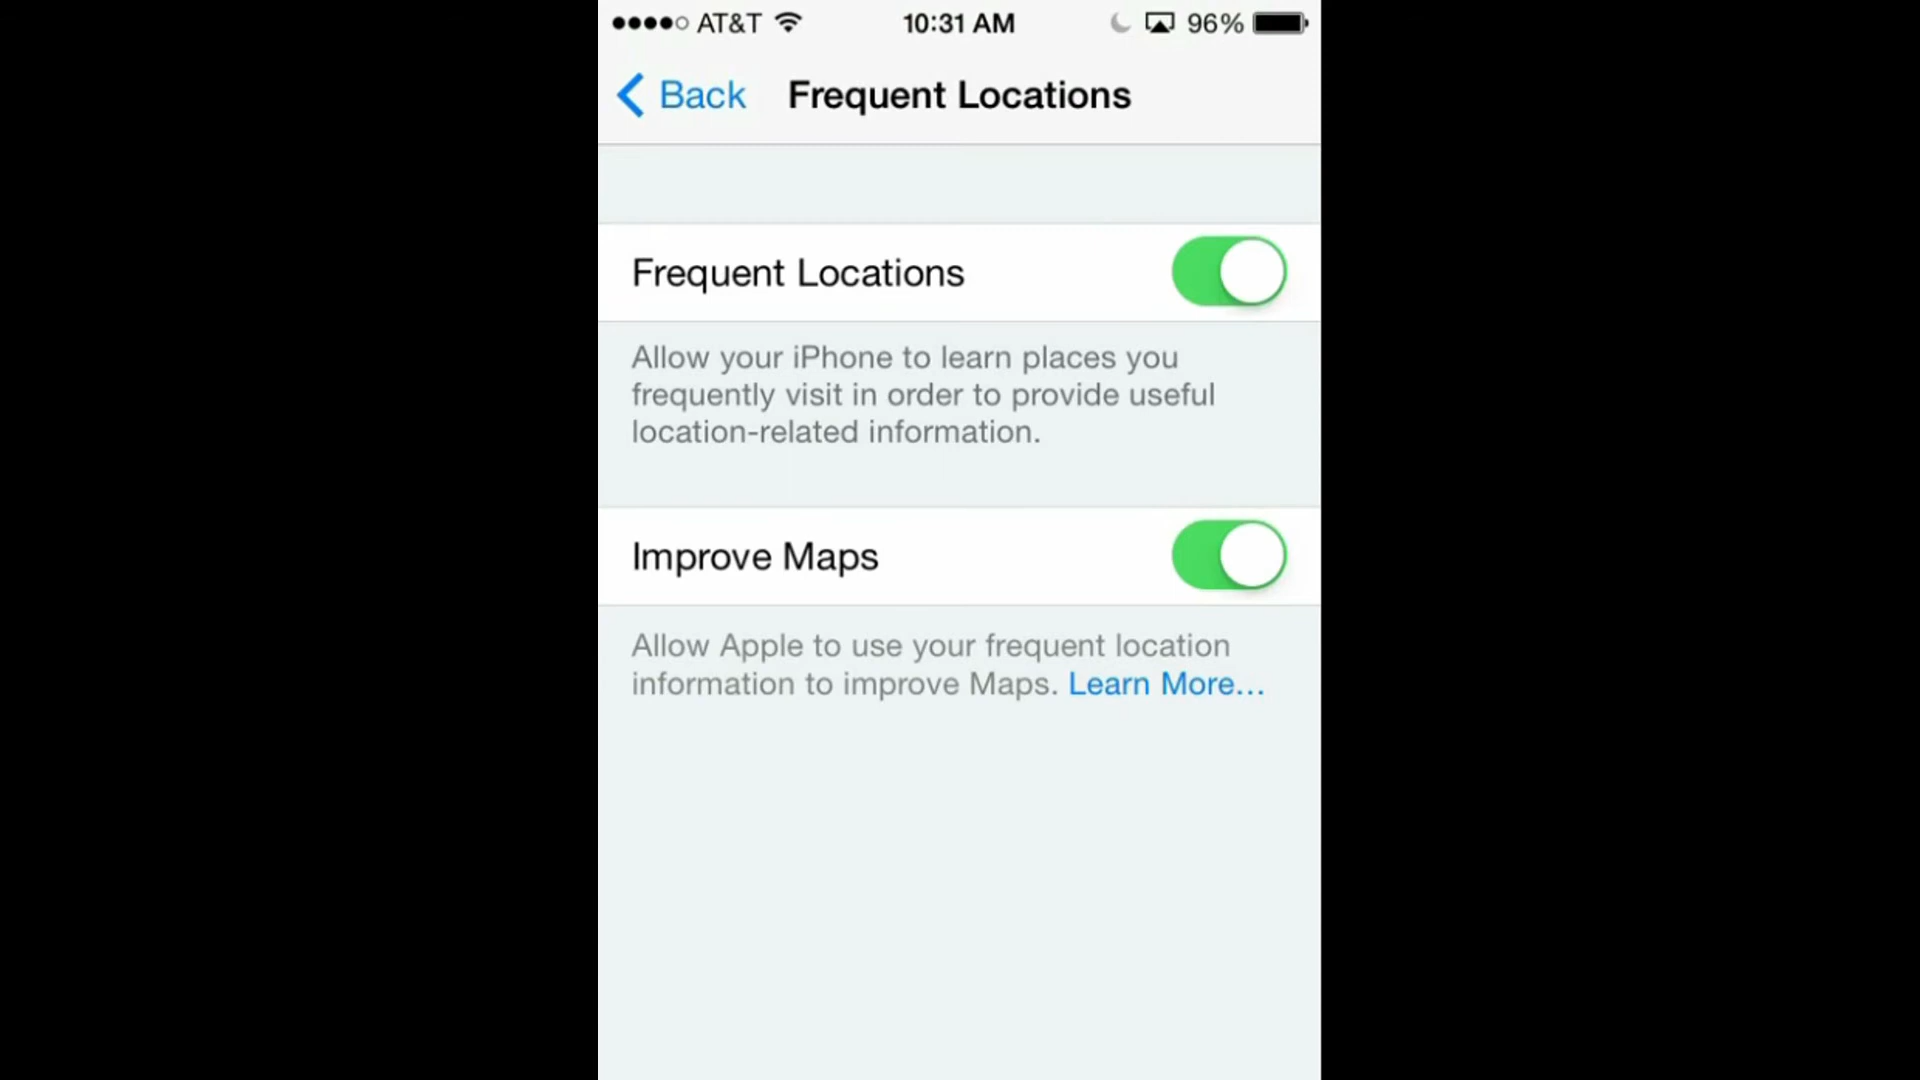 AT&T 10:31 AM 96%
Back Frequent Locations
Frequent Locations
Allow your iPhone to learn places you
frequently visit in order to provide useful
location-related information.
Improve Maps
Allow Apple to use your frequent location
information to improve Maps. Learn More...